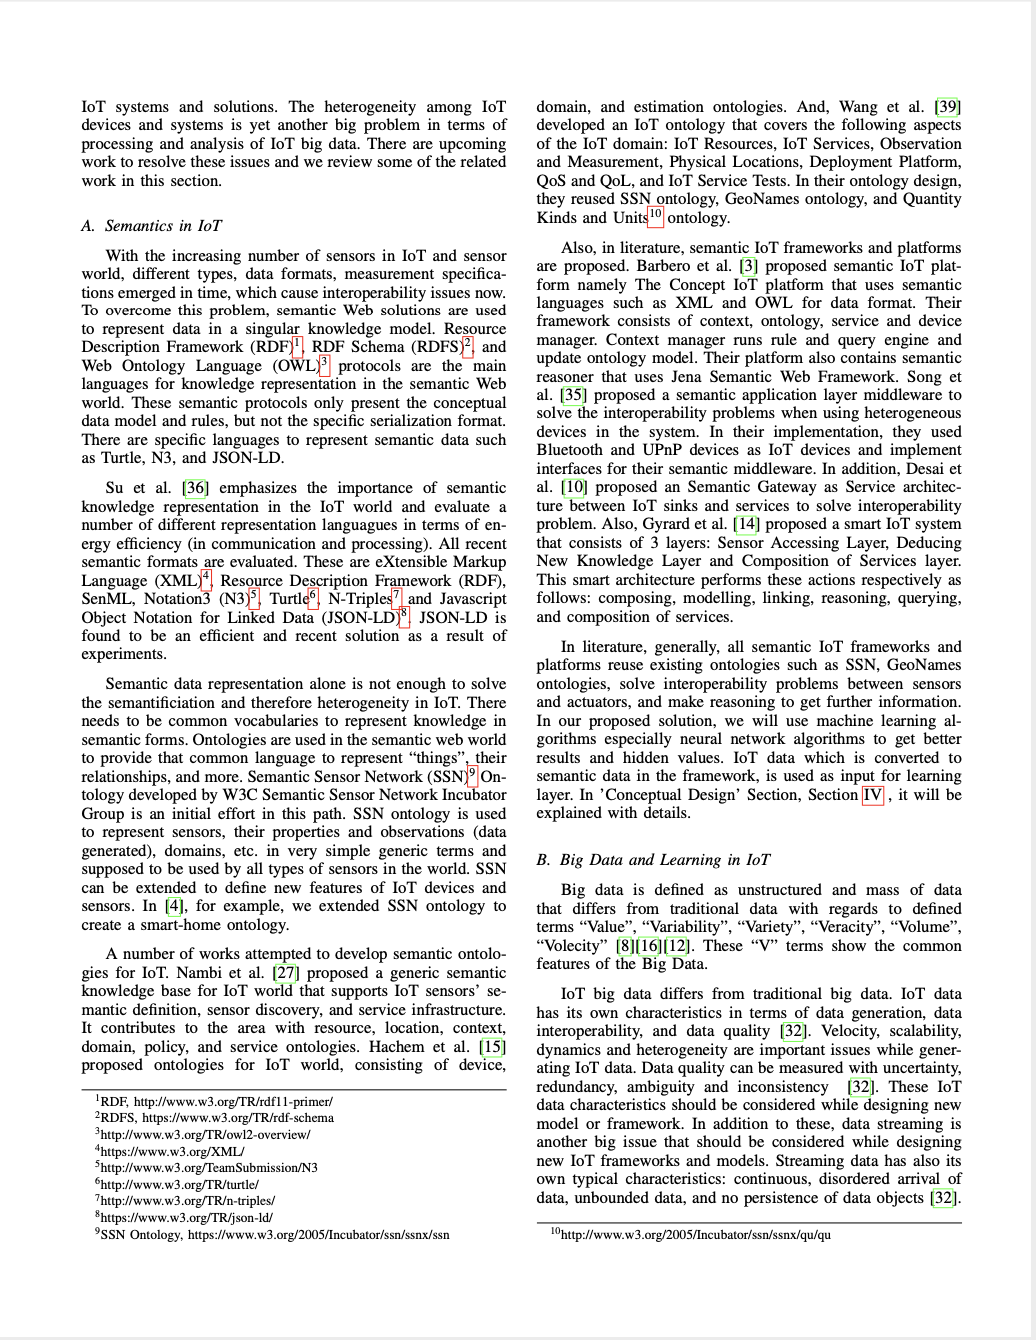 IoT systems and solutions. The heterogeneity among IoT
devices and systems is yet another big problem in terms of
processing and analysis of IoT big data. There are upcoming
work to resolve these issues and we review some of the related
work in this section.
A. Semantics in IoT
With the increasing number of sensors in IoT and sensor
world, different types, data formats, measurement specifica-
tions emerged in time, which cause interoperability issues now.
To overcome this problem, semantic Web solutions are used
to represent data in a singular knowledge model. Resource
Description Framework (RDF)1, RDF Schema (RDFS)2, and
Web Ontology Language (OWL)3 protocols are the main
languages for knowledge representation in the semantic Web
world. These semantic protocols only present the conceptual
data model and rules, but not the specific serialization format.
There are specific languages to represent semantic data such
as Turtle, N3, and JSON-LD.
Su et al. [36] emphasizes the importance of semantic
knowledge representation in the IoT world and evaluate a
number of different representation languagues in terms of en-
ergy efficiency (in communication and processing). All recent
semantic formats are evaluated. These are eXtensible Markup
Language (XML)4, Resource Description Framework (RDF),
SenML, Notation3 (N3)5, Turtle6, N-Triples7 and Javascript
Object Notation for Linked Data (JSON-LD)8. JSON-LD is
found to be an efficient and recent solution as a result of
experiments.
Semantic data representation alone is not enough to solve
the semantificiation and therefore heterogeneity in IoT. There
needs to be common vocabularies to represent knowledge in
semantic forms. Ontologies are used in the semantic web world
to provide that common language to represent “things”, their
relationships, and more. Semantic Sensor Network (SSN)9 On-
tology developed by W3C Semantic Sensor Network Incubator
Group is an initial effort in this path. SSN ontology is used
to represent sensors, their properties and observations (data
generated), domains, etc. in very simple generic terms and
supposed to be used by all types of sensors in the world. SSN
can be extended to define new features of IoT devices and
sensors. In [4], for example, we extended SSN ontology to
create a smart-home ontology.
A number of works attempted to develop semantic ontolo-
gies for IoT. Nambi et al. [27] proposed a generic semantic
knowledge base for IoT world that supports IoT sensors’ se-
mantic definition, sensor discovery, and service infrastructure.
It contributes to the area with resource, location, context,
domain, policy, and service ontologies. Hachem et al. [15]
proposed ontologies for IoT world, consisting of device,
1RDF, http://www.w3.org/TR/rdf11-primer/
2RDFS, https://www.w3.org/TR/rdf-schema
3http://www.w3.org/TR/owl2-overview/
4https://www.w3.org/XML/
5http://www.w3.org/TeamSubmission/N3
6http://www.w3.org/TR/turtle/
7http://www.w3.org/TR/n-triples/
8https://www.w3.org/TR/json-ld/
9SSN Ontology, https://www.w3.org/2005/Incubator/ssn/ssnx/ssn
domain, and estimation ontologies. And, Wang et al. [39]
developed an IoT ontology that covers the following aspects
of the IoT domain: IoT Resources, IoT Services, Observation
and Measurement, Physical Locations, Deployment Platform,
QoS and QoL, and IoT Service Tests. In their ontology design,
they reused SSN ontology, GeoNames ontology, and Quantity
Kinds and Units10 ontology.
Also, in literature, semantic IoT frameworks and platforms
are proposed. Barbero et al. [3] proposed semantic IoT plat-
form namely The Concept IoT platform that uses semantic
languages such as XML and OWL for data format. Their
framework consists of context, ontology, service and device
manager. Context manager runs rule and query engine and
update ontology model. Their platform also contains semantic
reasoner that uses Jena Semantic Web Framework. Song et
al. [35] proposed a semantic application layer middleware to
solve the interoperability problems when using heterogeneous
devices in the system. In their implementation, they used
Bluetooth and UPnP devices as IoT devices and implement
interfaces for their semantic middleware. In addition, Desai et
al. [10] proposed an Semantic Gateway as Service architec-
ture between IoT sinks and services to solve interoperability
problem. Also, Gyrard et al. [14] proposed a smart IoT system
that consists of 3 layers: Sensor Accessing Layer, Deducing
New Knowledge Layer and Composition of Services layer.
This smart architecture performs these actions respectively as
follows: composing, modelling, linking, reasoning, querying,
and composition of services.
In literature, generally, all semantic IoT frameworks and
platforms reuse existing ontologies such as SSN, GeoNames
ontologies, solve interoperability problems between sensors
and actuators, and make reasoning to get further information.
In our proposed solution, we will use machine learning al-
gorithms especially neural network algorithms to get better
results and hidden values. IoT data which is converted to
semantic data in the framework, is used as input for learning
layer. In ’Conceptual Design’ Section, Section IV , it will be
explained with details.
B. Big Data and Learning in IoT
Big data is defined as unstructured and mass of data
that differs from traditional data with regards to defined
terms “Value”, “Variability”, “Variety”, “Veracity”, “Volume”,
“Volecity” [8][16][12]. These “V” terms show the common
features of the Big Data.
IoT big data differs from traditional big data. IoT data
has its own characteristics in terms of data generation, data
interoperability, and data quality [32]. Velocity, scalability,
dynamics and heterogeneity are important issues while gener-
ating IoT data. Data quality can be measured with uncertainty,
redundancy, ambiguity and inconsistency [32]. These IoT
data characteristics should be considered while designing new
model or framework. In addition to these, data streaming is
another big issue that should be considered while designing
new IoT frameworks and models. Streaming data has also its
own typical characteristics: continuous, disordered arrival of
data, unbounded data, and no persistence of data objects [32].
10http://www.w3.org/2005/Incubator/ssn/ssnx/qu/qu